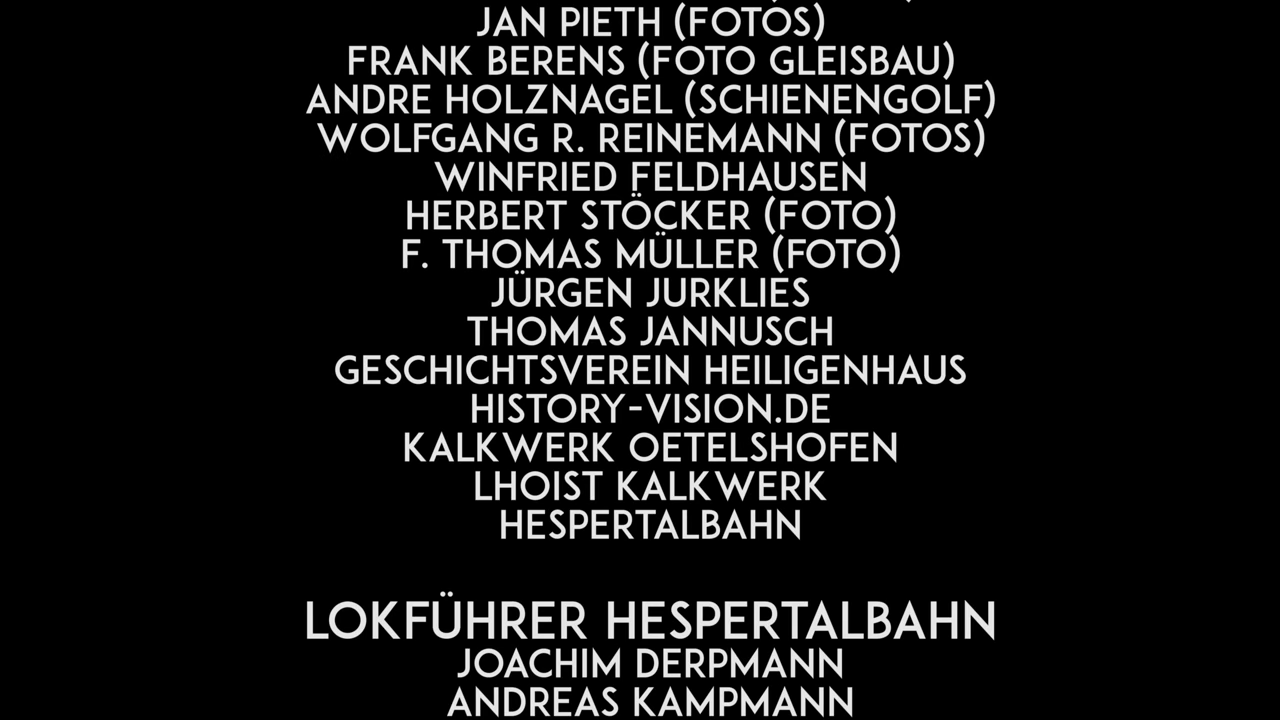 JAN PIETH (FOTOS)
FRANK BERENS (FOTO GLEISBAU)
ANDRE HOLZNAGEL (SCHIENENGOLF)
WOLFGANG R. REINEMANN (FOTOS)
WINFRIED FELDHAUSEN
HERBERT STÖCKER (FOTO)
F. THOMAS MÜLLER (FOTO)
JÜRGEN JURKLIES
THOMAS JANNUSCH
GESCHICHTSVEREIN HEILIGENHAUS
HISTORY-VISION.DE
KALKWERK OETELSHOFEN
LHOIST KALKWERK
HESPERTALBAHN
LOKFÜHRER HESPERTALBAHN
JOACHIM DERPMANN
ANDREAS KAMPMANN